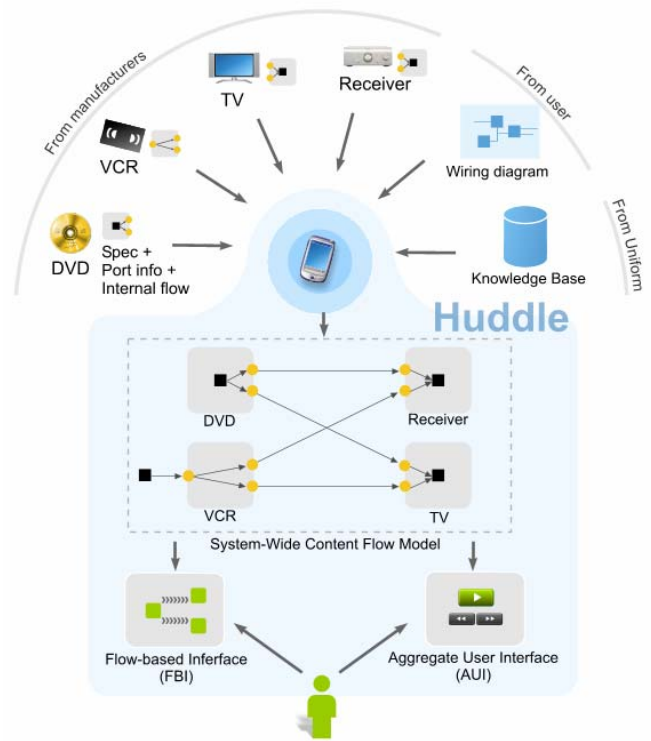 From manufacturers
From user
From Uniform
TV
Receiver
VCR
Wiring diagram
DVD
Spec +
Port info +
Internal flow
Knowledge Base
Huddle
DVD
Receiver
VCR
TV
System-Wide Content Flow Model
Flow-based Inferface
(FBI)
Aggregate User Interface
(AUI)